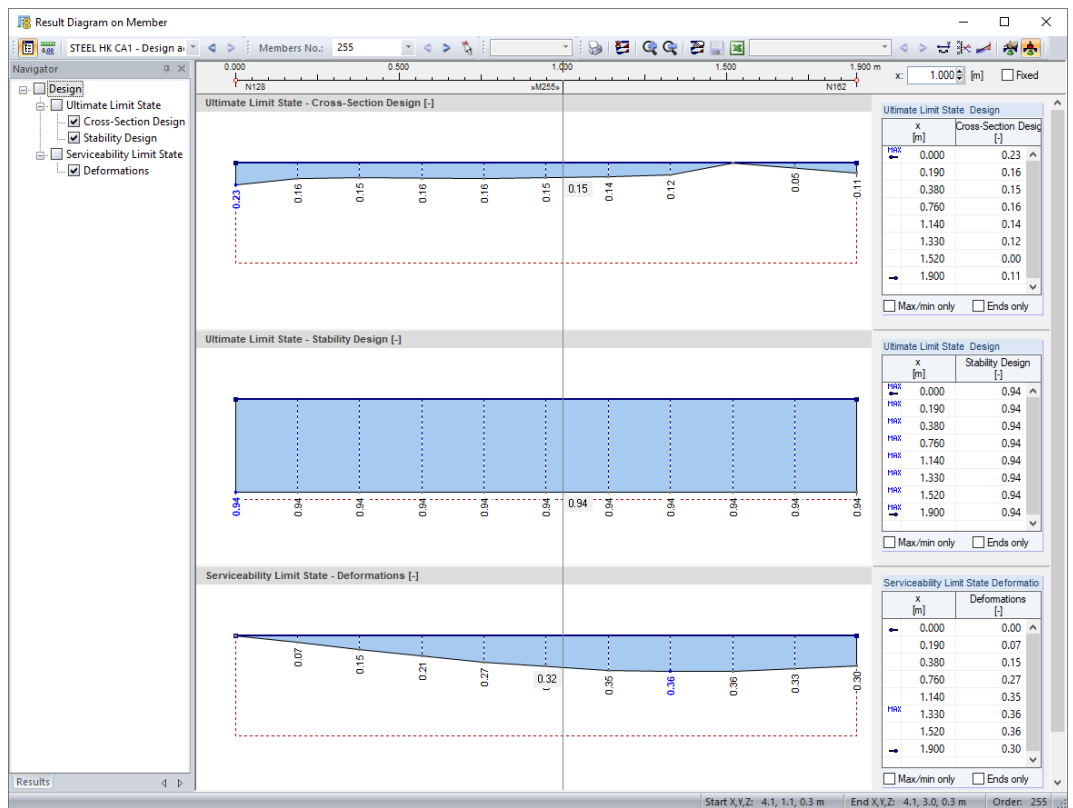 Result Diagram on Member
STEEL HK CA1 - Design a
Members No.: 255
Navigator
Design
Ultimate Limit State
Cross-Section Design
Stability Design
Serviceability Limit State
Deformations
Results
0.000 0.500 1.000 1.500 1.900 m
N128 »M255» N162
x: 1.000 [m] Fixed
Ultimate Limit State - Cross-Section Design [-]
0.23 0.16 0.15 0.16 0.16 0.15 0.15 0.14 0.12 0.05 0.11
Ultimate Limit State Design
x Cross-Section Desig
[m] [-]
MAX 0.000 0.23
0.190 0.16
0.380 0.15
0.760 0.16
1.140 0.14
1.330 0.12
1.520 0.00
1.900 0.11
Max/min only Ends only
Ultimate Limit State - Stability Design [-]
0.94 0.94 0.94 0.94 0.94 0.94 0.94 0.94 0.94 0.94 0.94 0.94
Ultimate Limit State Design
x Stability Design
[m] [-]
MAX 0.000 0.94
MAX 0.190 0.94
MAX 0.380 0.94
MAX 0.760 0.94
MAX 1.140 0.94
MAX 1.330 0.94
MAX 1.520 0.94
MAX 1.900 0.94
Max/min only Ends only
Serviceability Limit State - Deformations [-]
0.07 0.15 0.21 0.27 0.32 0.35 0.36 0.36 0.33 0.30
Serviceability Limit State Deformatio
x Deformations
[m] [-]
0.000 0.00
0.190 0.07
0.380 0.15
0.760 0.27
1.140 0.35
MAX 1.330 0.36
1.520 0.36
1.900 0.30
Max/min only Ends only
Start X,Y,Z: 4.1, 1.1, 0.3 m End X,Y,Z: 4.1, 3.0, 0.3 m Order: 255